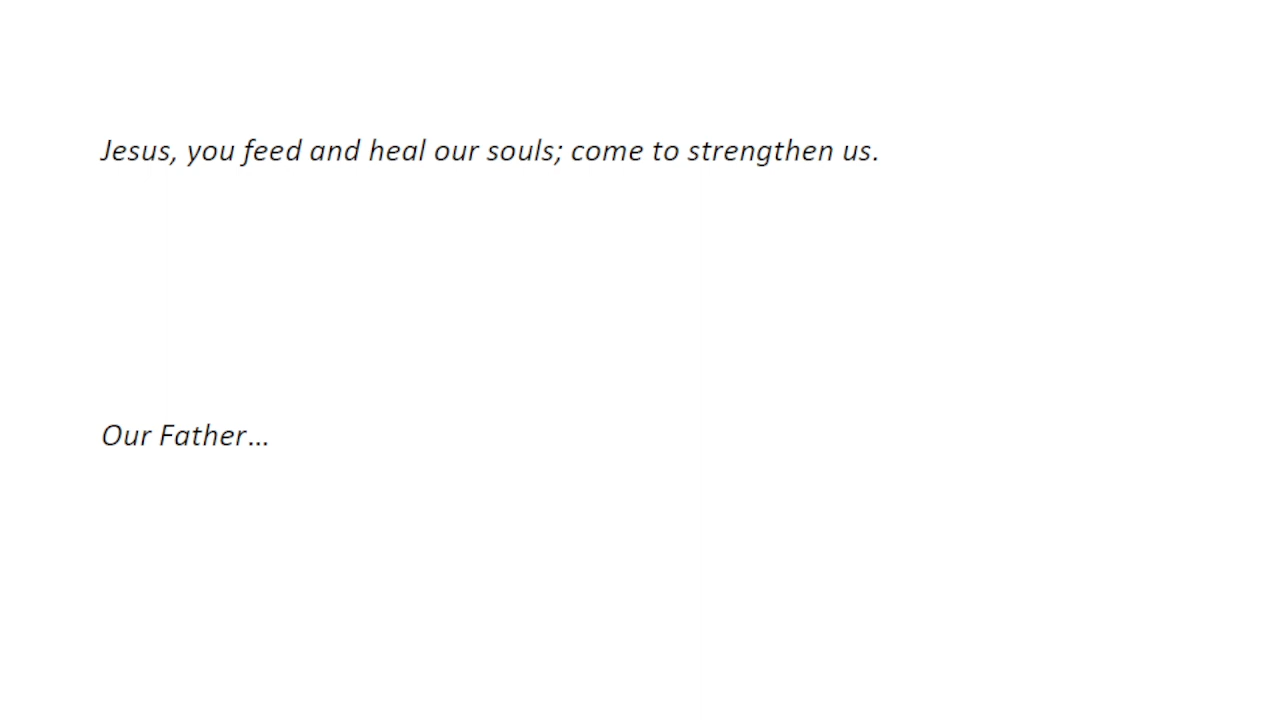 Jesus, you feed and heal our souls; come to strengthen us.
Our Father…